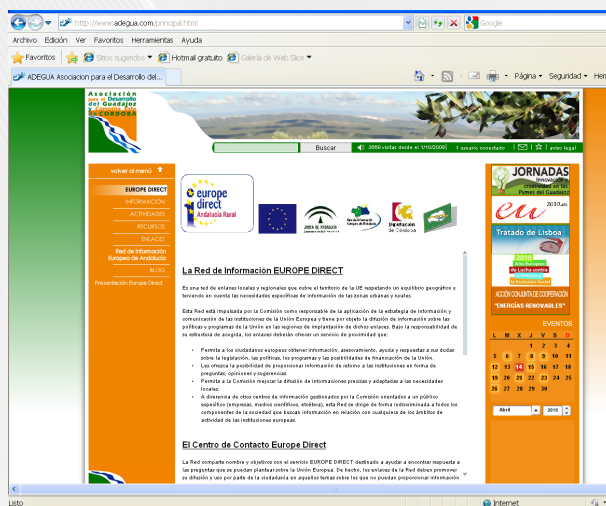 http://www.adegua.com/principal.html
Google
Archivo Edición Ver Favoritos Herramientas Ayuda
Favoritos Sitios sugeridos Hotmail gratuito Galería de Web Slice
ADEGUA Asociacion para el Desarrollo del...
Página Seguridad Herr
Asociación
para el Desarrollo
del Guadajoz
y Campiña Este
de CORDOBA
Buscar 3668 visitas desde el 1/10/2008 1 usuario conectado aviso legal
volver al menú
EUROPE DIRECT
INFORMACIÓN
ACTIVIDADES
RECURSOS
ENLACES
Red de Información
Europea de Andalucía
BLOG
Presentación Europe Direct
europe
direct
Andalucía Rural
JUNTA DE ANDALUCIA
Diputación
de Córdoba
La Red de Información EUROPE DIRECT
Es una red de enlaces locales y regionales que cubre el territorio de la UE respetando un equilibrio geográfico y
teniendo en cuenta las necesidades específicas de información de las zonas urbanas y rurales.
Esta Red está impulsada por la Comisión como responsable de la aplicación de la estrategia de información y
comunicación de las instituciones de la Unión Europea y tiene por objeto la difusión de información sobre las
políticas y programas de la Unión en las regiones de implantación de dichos enlaces. Bajo la responsabilidad de
su estructura de acogida, los enlaces deberán ofrecer un servicio de proximidad que:
Permita a los ciudadanos europeos obtener información, asesoramiento, ayuda y respuestas a sus dudas
sobre la legislación, las políticas, los programas y las posibilidades de financiación de la Unión.
Les ofrezca la posibilidad de proporcionar información de retorno a las instituciones en forma de
preguntas, opiniones y sugerencias.
Permita a la Comisión mejorar la difusión de informaciones precisas y adaptadas a las necesidades
locales.
A diferencia de otros centros de información gestionados por la Comisión orientados a un público
específico (empresas, medios científicos, etcétera), esta Red se dirige de forma indiscriminada a todos los
componentes de la sociedad que buscan información en relación con cualquiera de los ámbitos de
actividad de las instituciones europeas.
El Centro de Contacto Europe Direct
La Red comparte nombre y objetivos con el servicio EUROPE DIRECT destinado a ayudar a encontrar respuesta a
las preguntas que se puedan plantear sobre la Unión Europea. De hecho, los enlaces de la Red deben promover
su difusión y uso por parte de la ciudadanía en aquellos temas sobre los que no puedan proporcionar información
JORNADAS
Innovación y
creatividad en las
Pymes del Guadajoz
eu 2010.es
Tratado de Lisboa
2010
Año Europeo
de Lucha contra
la Pobreza y
la Exclusión Social
ACCIÓN CONJUNTA DE COOPERACIÓN
"ENERGÍAS RENOVABLES"
EVENTOS
L M X J V S D
1 2 3 4
5 6 7 8 9 10 11
12 13 14 15 16 17 18
19 20 21 22 23 24 25
26 27 28 29 30
Abril 2010
Listo Internet